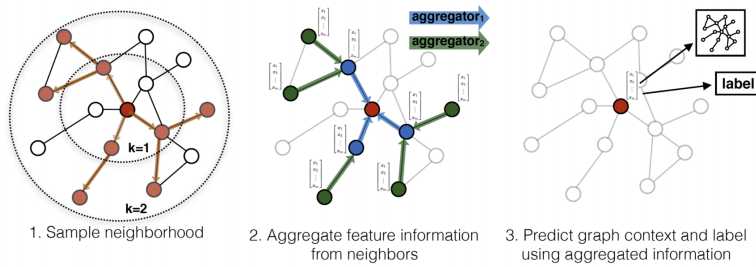 aggregator₁
aggregator₂
label
k=1
k=2
1. Sample neighborhood
2. Aggregate feature information
from neighbors
3. Predict graph context and label
using aggregated information